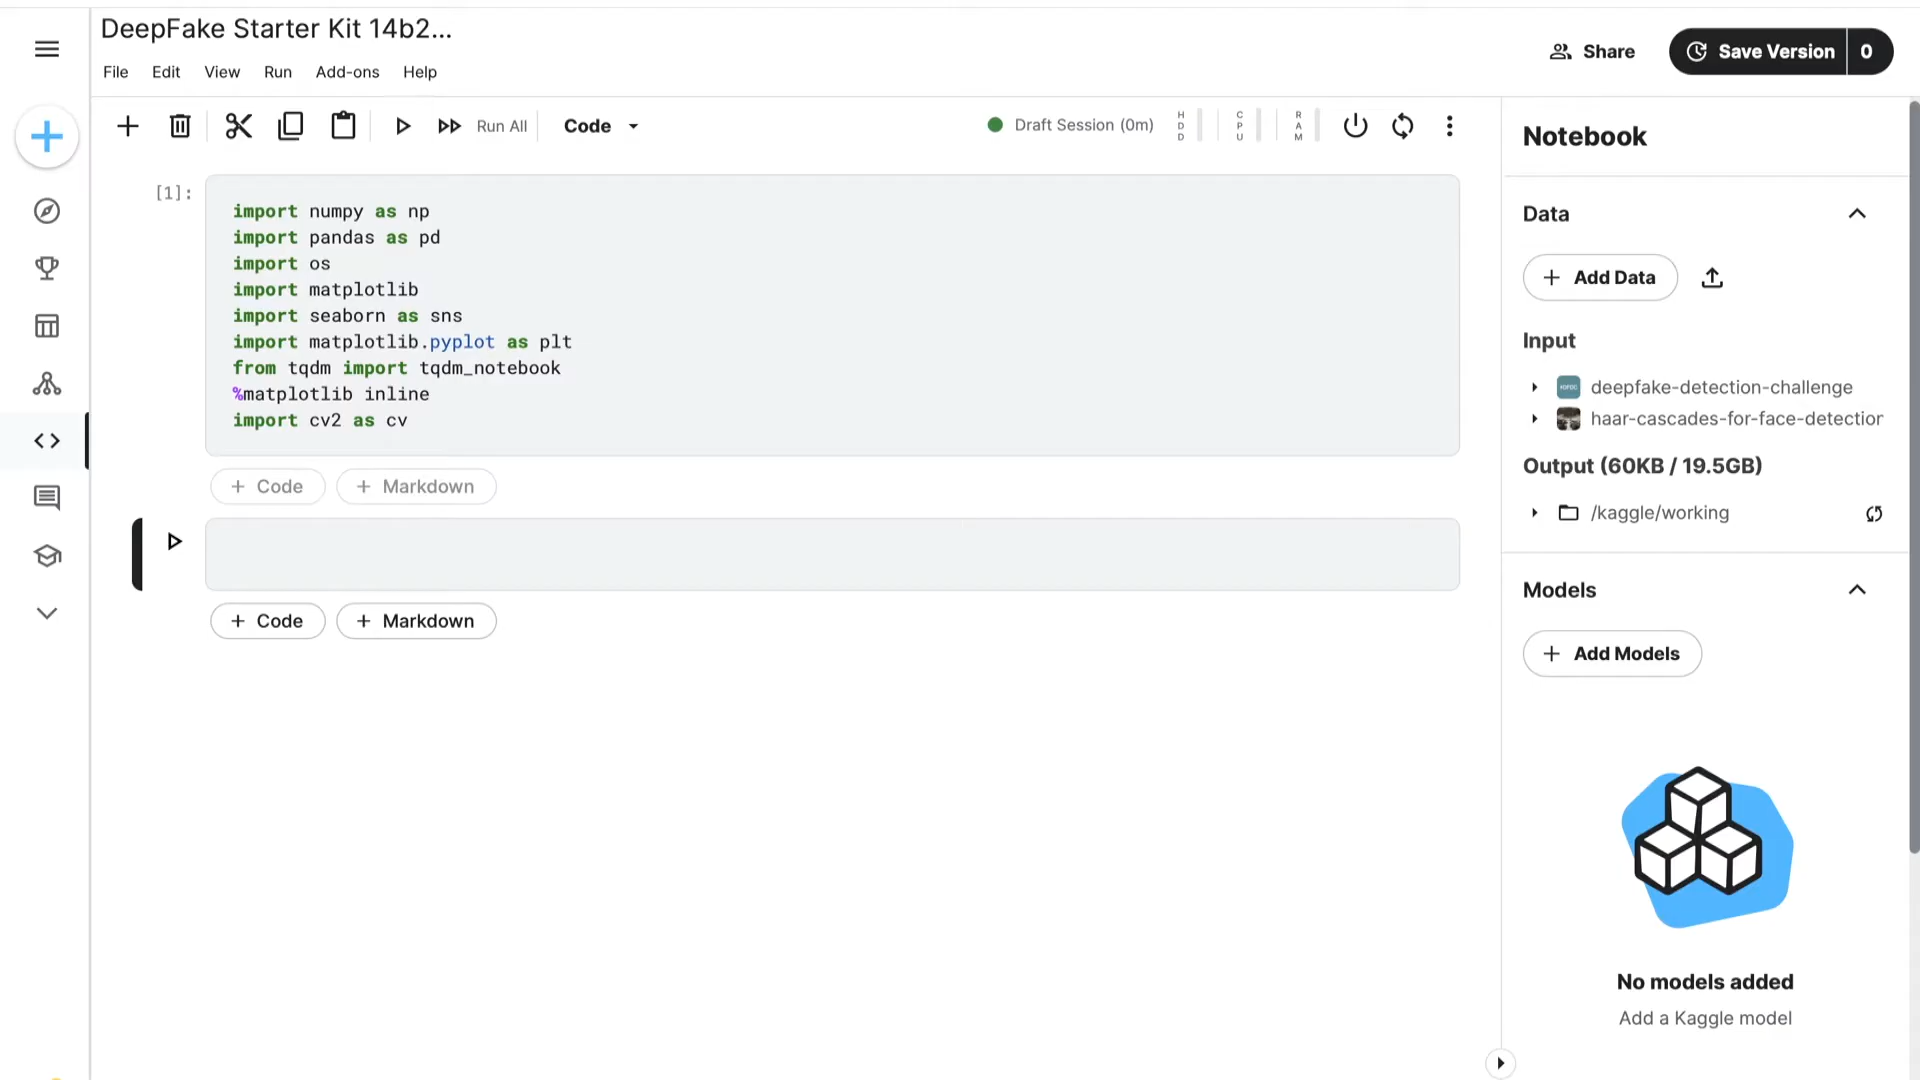 DeepFake Starter Kit 14b2...
File Edit View Run Add-ons Help
Share
Save Version 0
Run All
Code
Draft Session (0m)
HDD
CPU
RAM
[1]:
import numpy as np
import pandas as pd
import os
import matplotlib
import seaborn as sns
import matplotlib.pyplot as plt
from tqdm import tqdm_notebook
%matplotlib inline
import cv2 as cv
+ Code + Markdown
+ Code + Markdown
Notebook
Data
+ Add Data
Input
deepfake-detection-challenge
haar-cascades-for-face-detection
Output (60KB / 19.5GB)
/kaggle/working
Models
+ Add Models
No models added
Add a Kaggle model